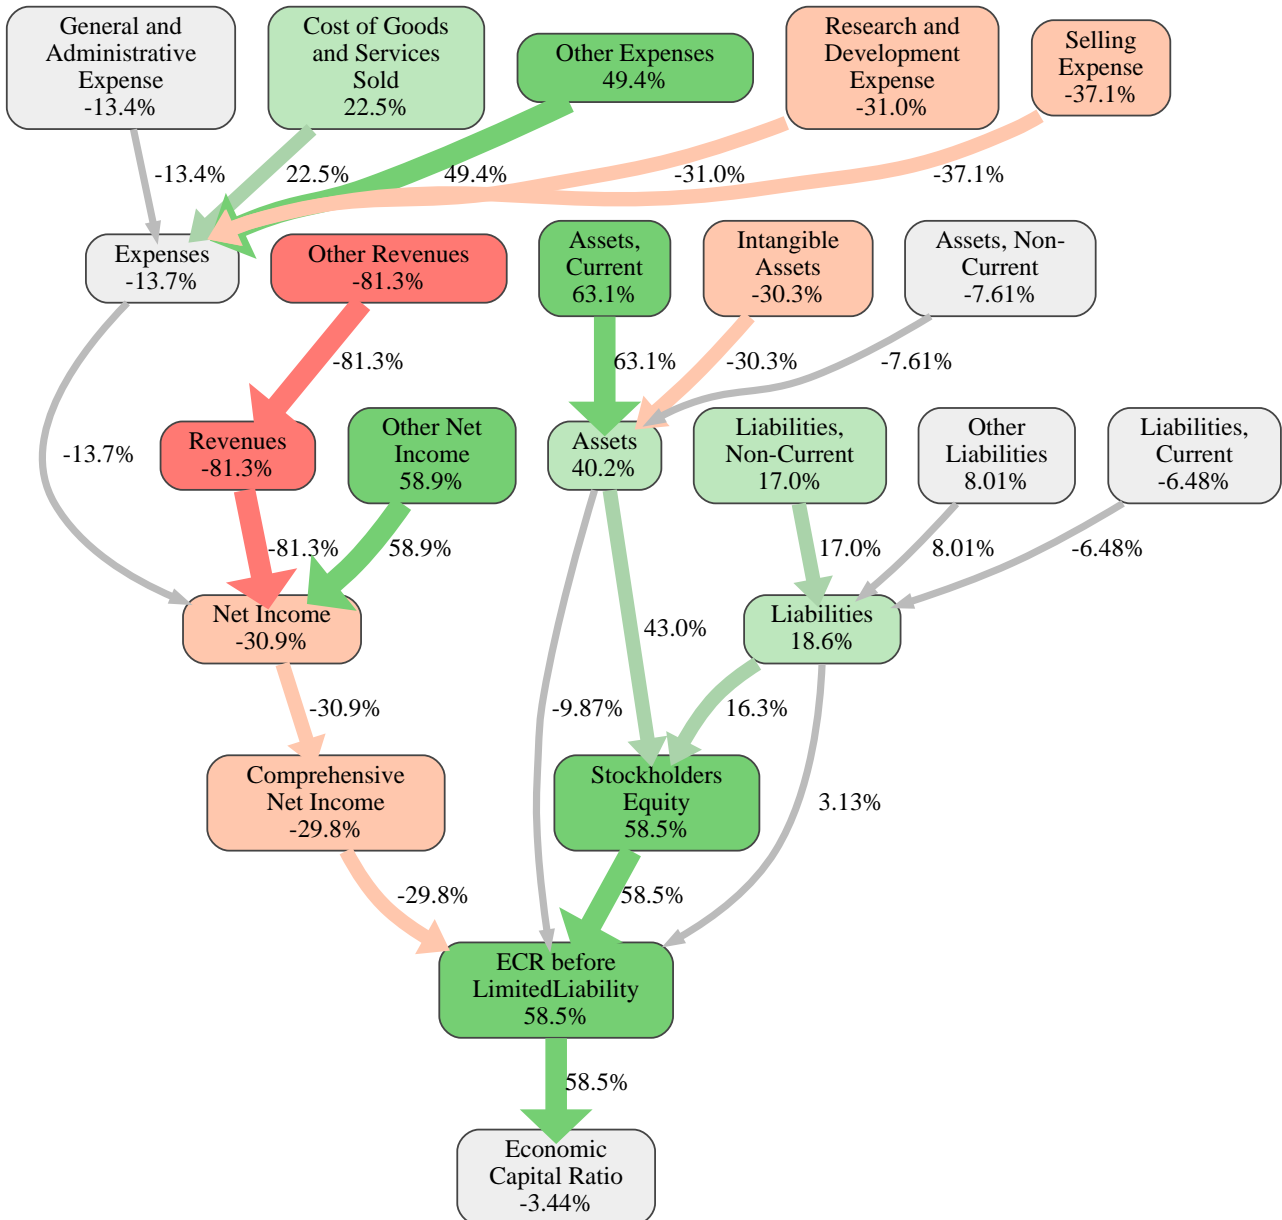 General and
Administrative
Expense
-13.4%
Cost of Goods
and Services
Sold
22.5%
Other Expenses
49.4%
Research and
Development
Expense
-31.0%
Selling
Expense
-37.1%
-13.4%
22.5%
49.4%
-31.0%
-37.1%
Expenses
-13.7%
Other Revenues
-81.3%
Assets,
Current
63.1%
Intangible
Assets
-30.3%
Assets, Non-
Current
-7.61%
-81.3%
63.1%
-30.3%
-7.61%
-13.7%
Revenues
-81.3%
Other Net
Income
58.9%
Assets
40.2%
Liabilities,
Non-Current
17.0%
Other
Liabilities
8.01%
Liabilities,
Current
-6.48%
-81.3%
58.9%
17.0%
8.01%
-6.48%
Net Income
-30.9%
43.0%
Liabilities
18.6%
-30.9%
-9.87%
16.3%
Comprehensive
Net Income
-29.8%
Stockholders
Equity
58.5%
3.13%
-29.8%
58.5%
ECR before
LimitedLiability
58.5%
58.5%
Economic
Capital Ratio
-3.44%